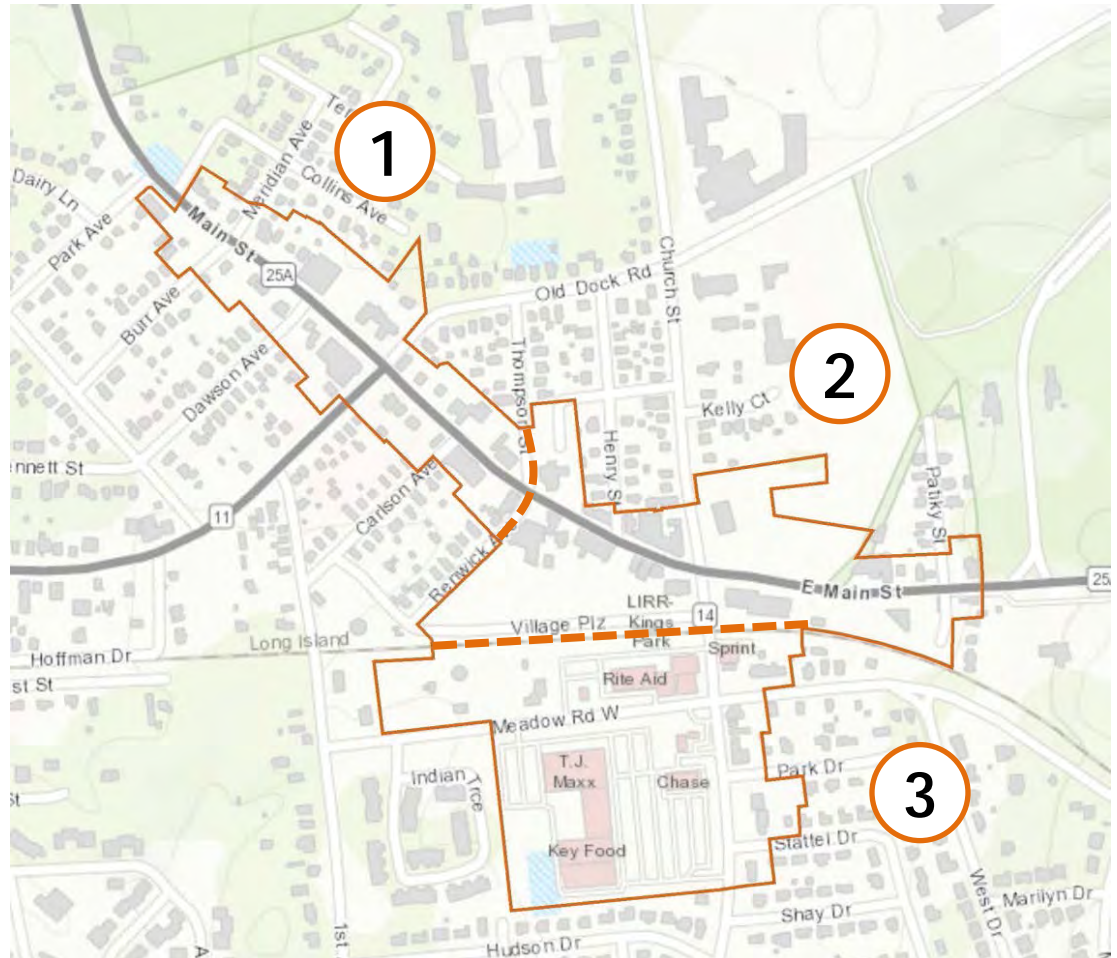 Ter
1
Meridian Ave
Collins Ave
Dairy Ln
Park Ave
Main St
25A
Burr Ave
Church St
Old Dock Rd
Thompson St
2
Dawson Ave
Kelly Ct
Henry St
nnett St
Patiky St
Carlson Ave
11
Renwick Ave
E Main St
25A
LIRR-
Kings
Park
14
Village Plz
Long Island
Hoffman Dr
st St
Sprint
Rite Aid
Meadow Rd W
T.J.
Maxx
Chase
Indian Trce
Park Dr
3
St
Key Food
Stattel Dr
West Dr
Marilyn Dr
Shay Dr
1st
Hudson Dr
A